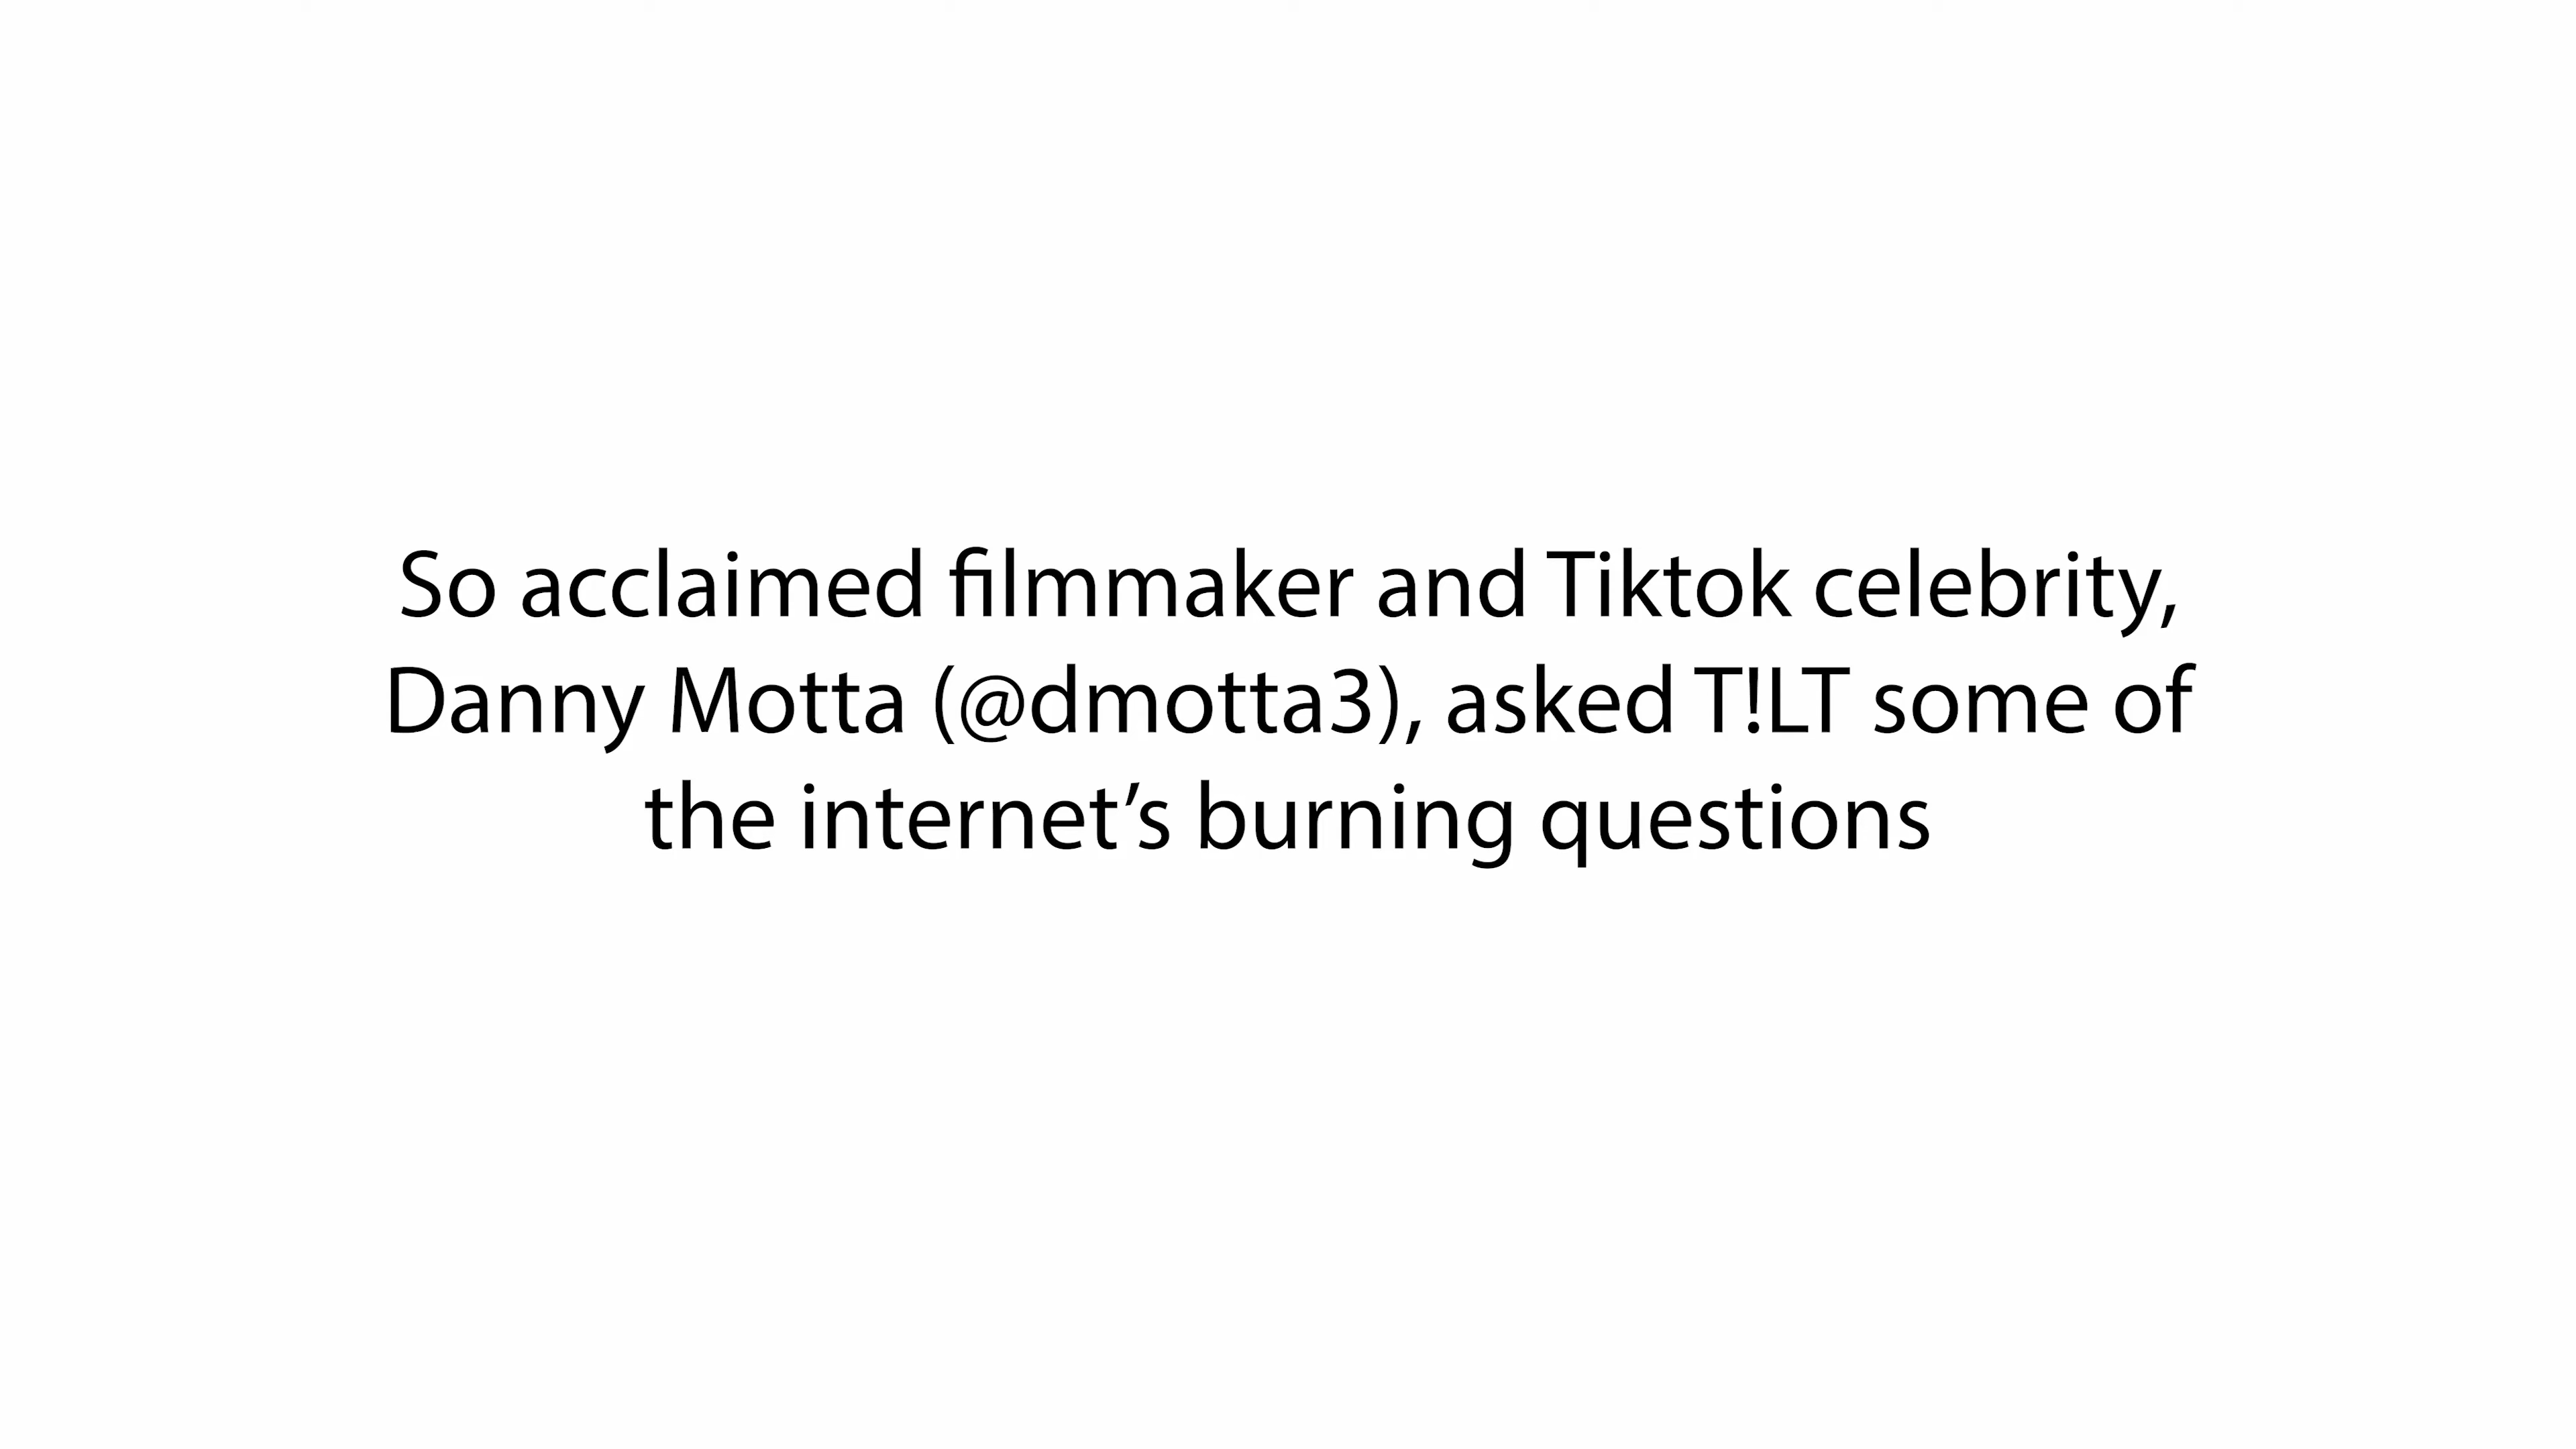 So acclaimed filmmaker and Tiktok celebrity,
Danny Motta (@dmotta3), asked T!LT some of
the internet’s burning questions